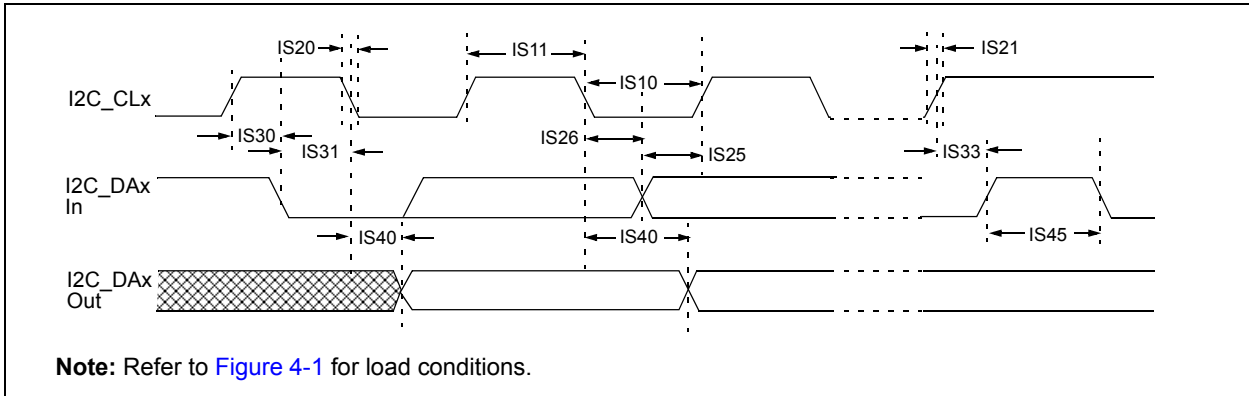 IS20
IS11
IS21
I2C_CLx
IS10
IS30
IS31
IS26
IS25
IS33
I2C_DAx
In
IS40
IS40
IS45
I2C_DAx
Out
Note: Refer to Figure 4-1 for load conditions.